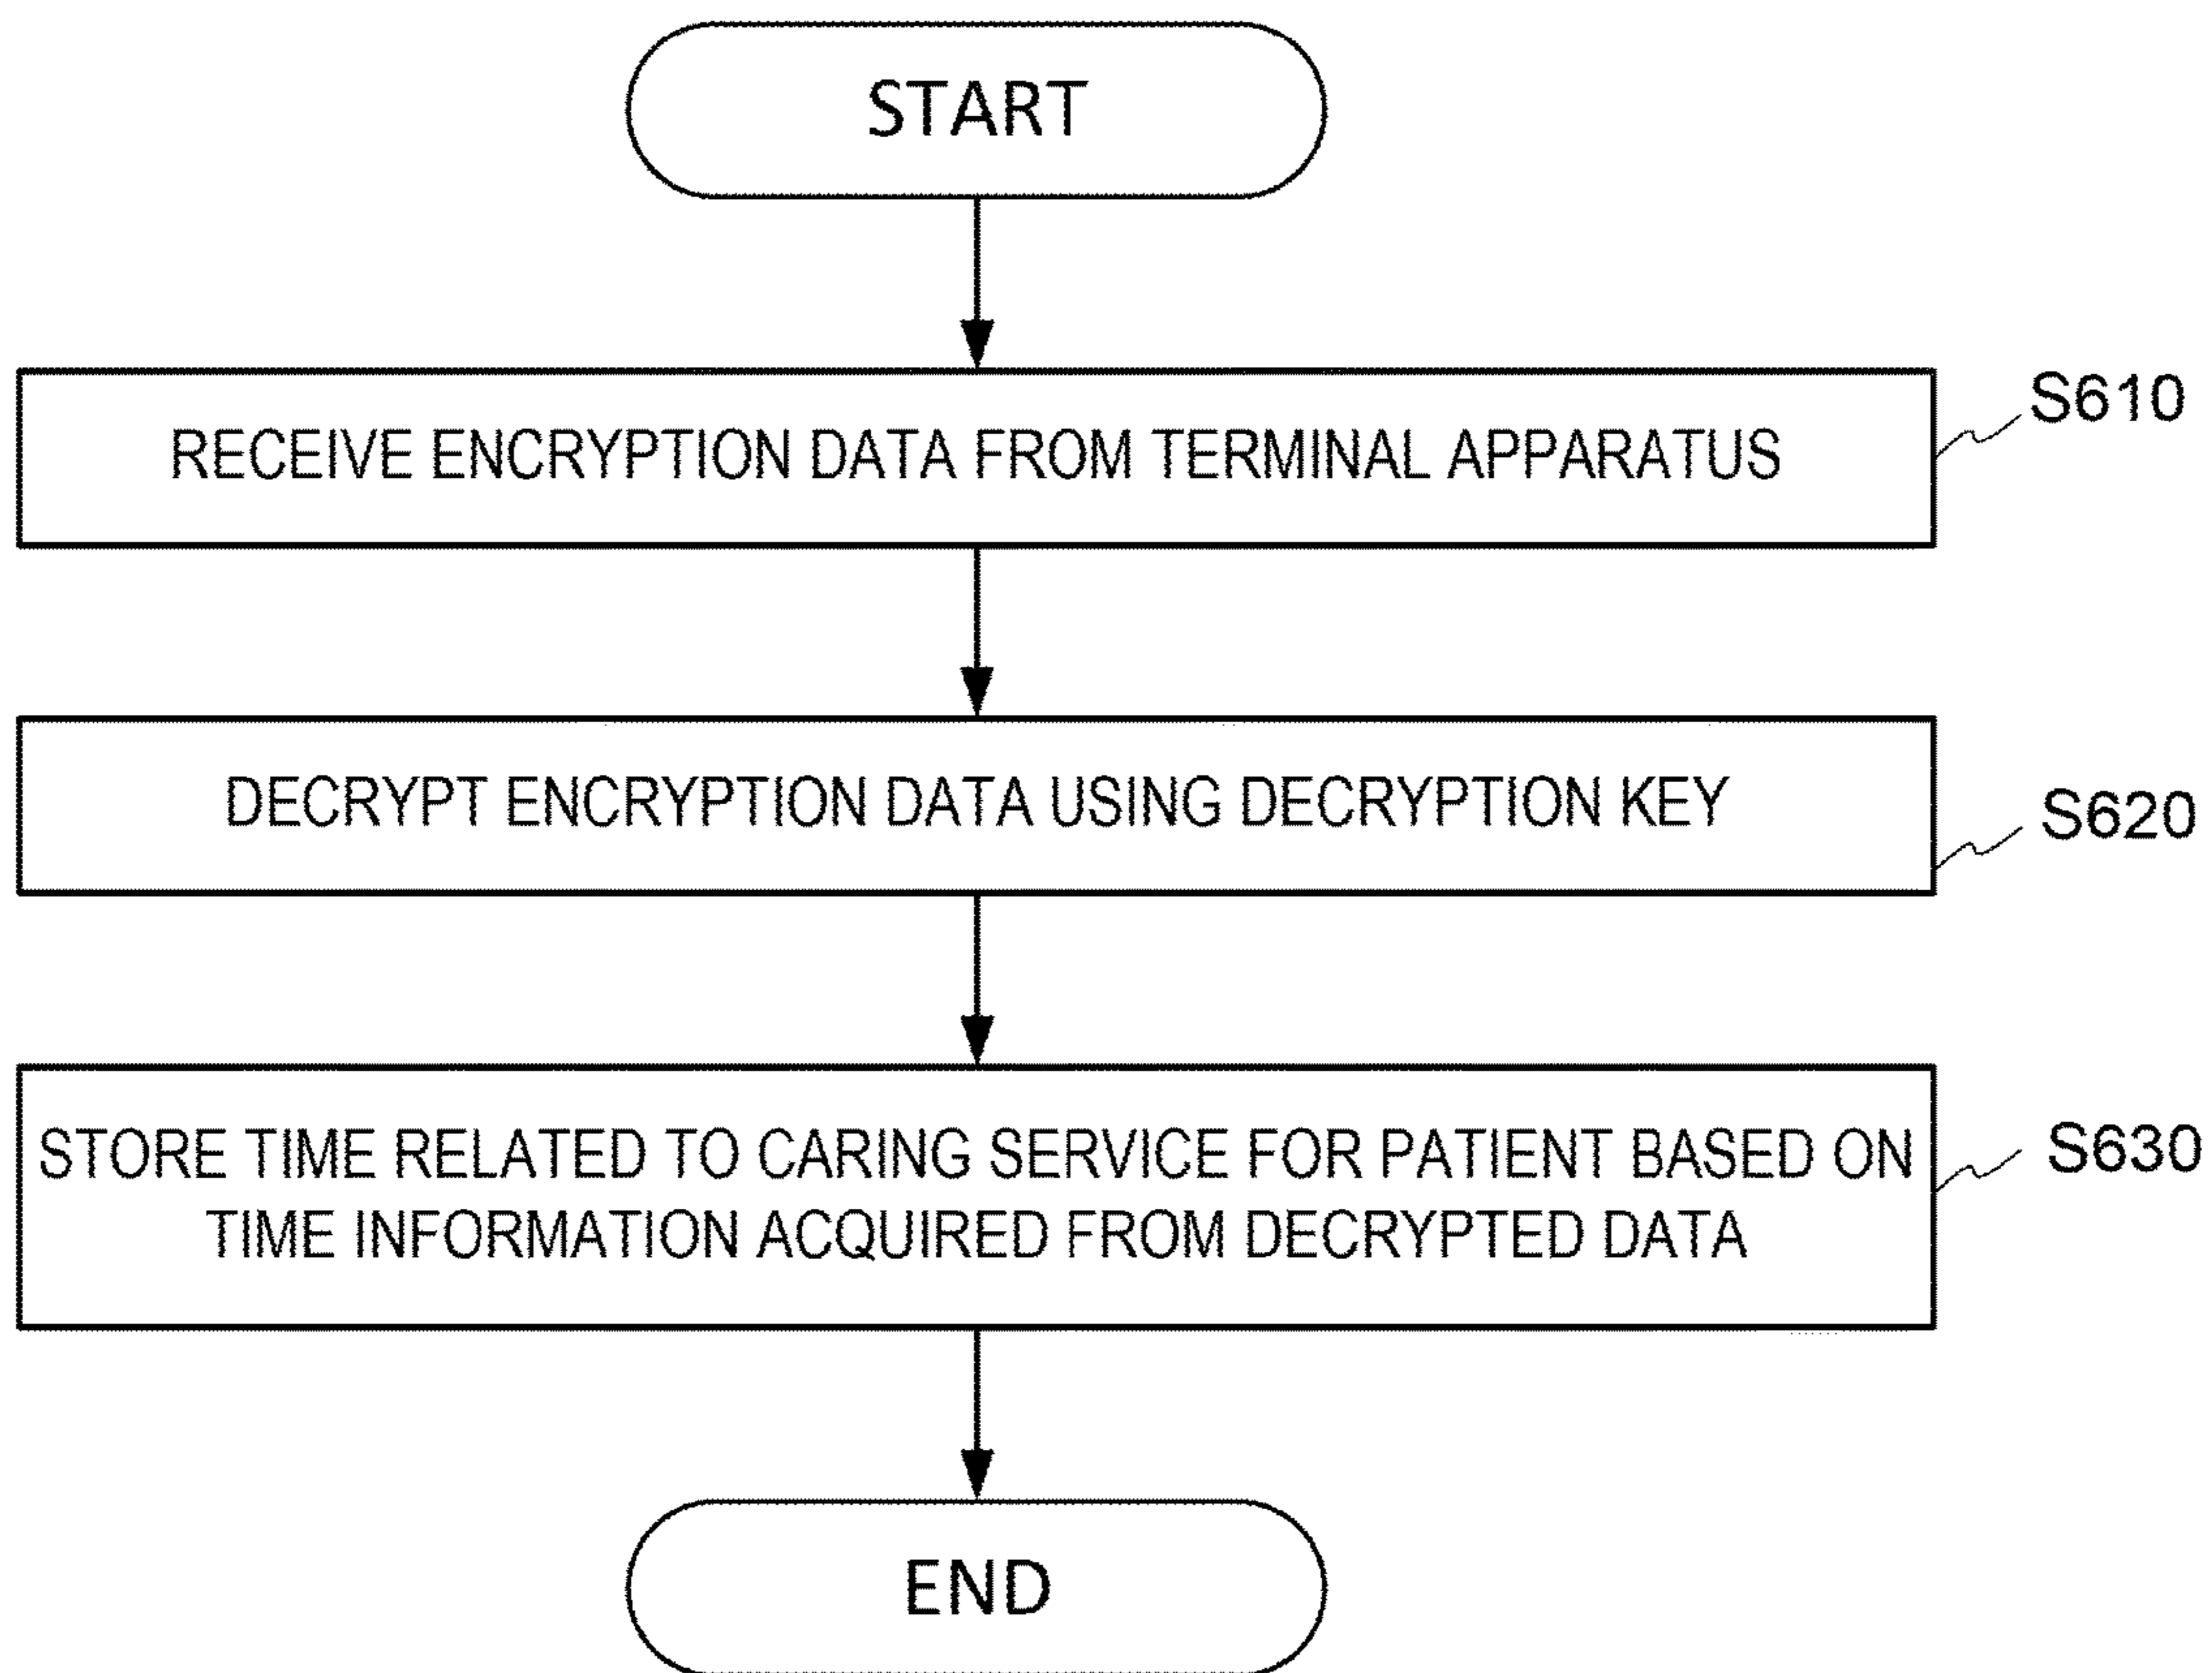 START
RECEIVE ENCRYPTION DATA FROM TERMINAL APPARATUS
S610
DECRYPT ENCRYPTION DATA USING DECRYPTION KEY
S620
STORE TIME RELATED TO CARING SERVICE FOR PATIENT BASED ON
TIME INFORMATION ACQUIRED FROM DECRYPTED DATA
S630
END